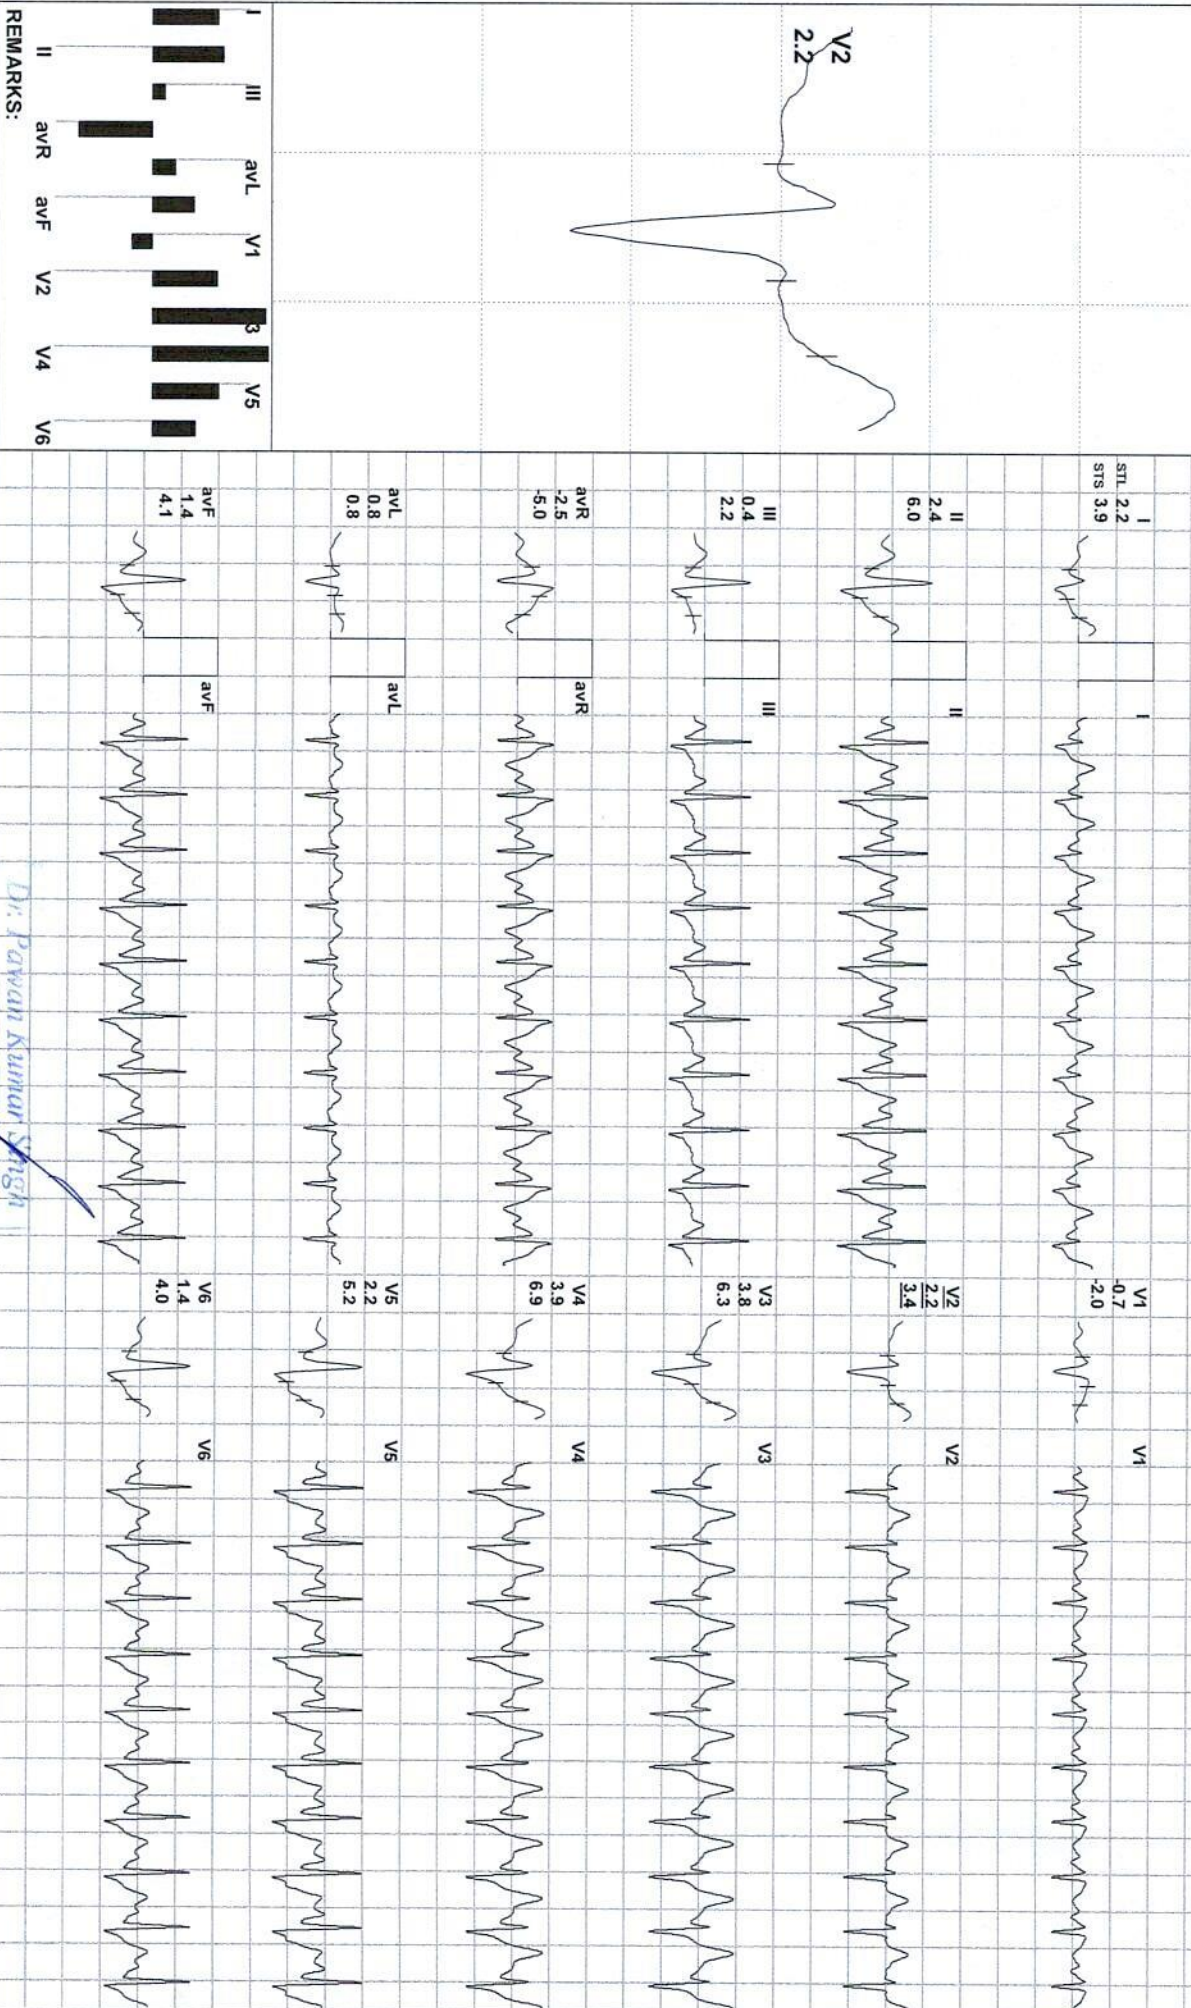 V2
2.2
I
III
avL
V1
3
V5
II
avR
avF
V2
V4
V6
REMARKS:
I
STL 2.2
STS 3.9
I
II
2.4
6.0
II
III
0.4
2.2
III
avR
-2.5
-5.0
avR
avL
0.8
0.8
avL
avF
1.4
4.1
avF
V1
-0.7
-2.0
V1
V2
2.2
3.4
V2
V3
3.8
6.3
V3
V4
3.9
6.9
V4
V5
2.2
5.2
V5
V6
1.4
4.0
V6
Dr. Pawan Kumar Singh